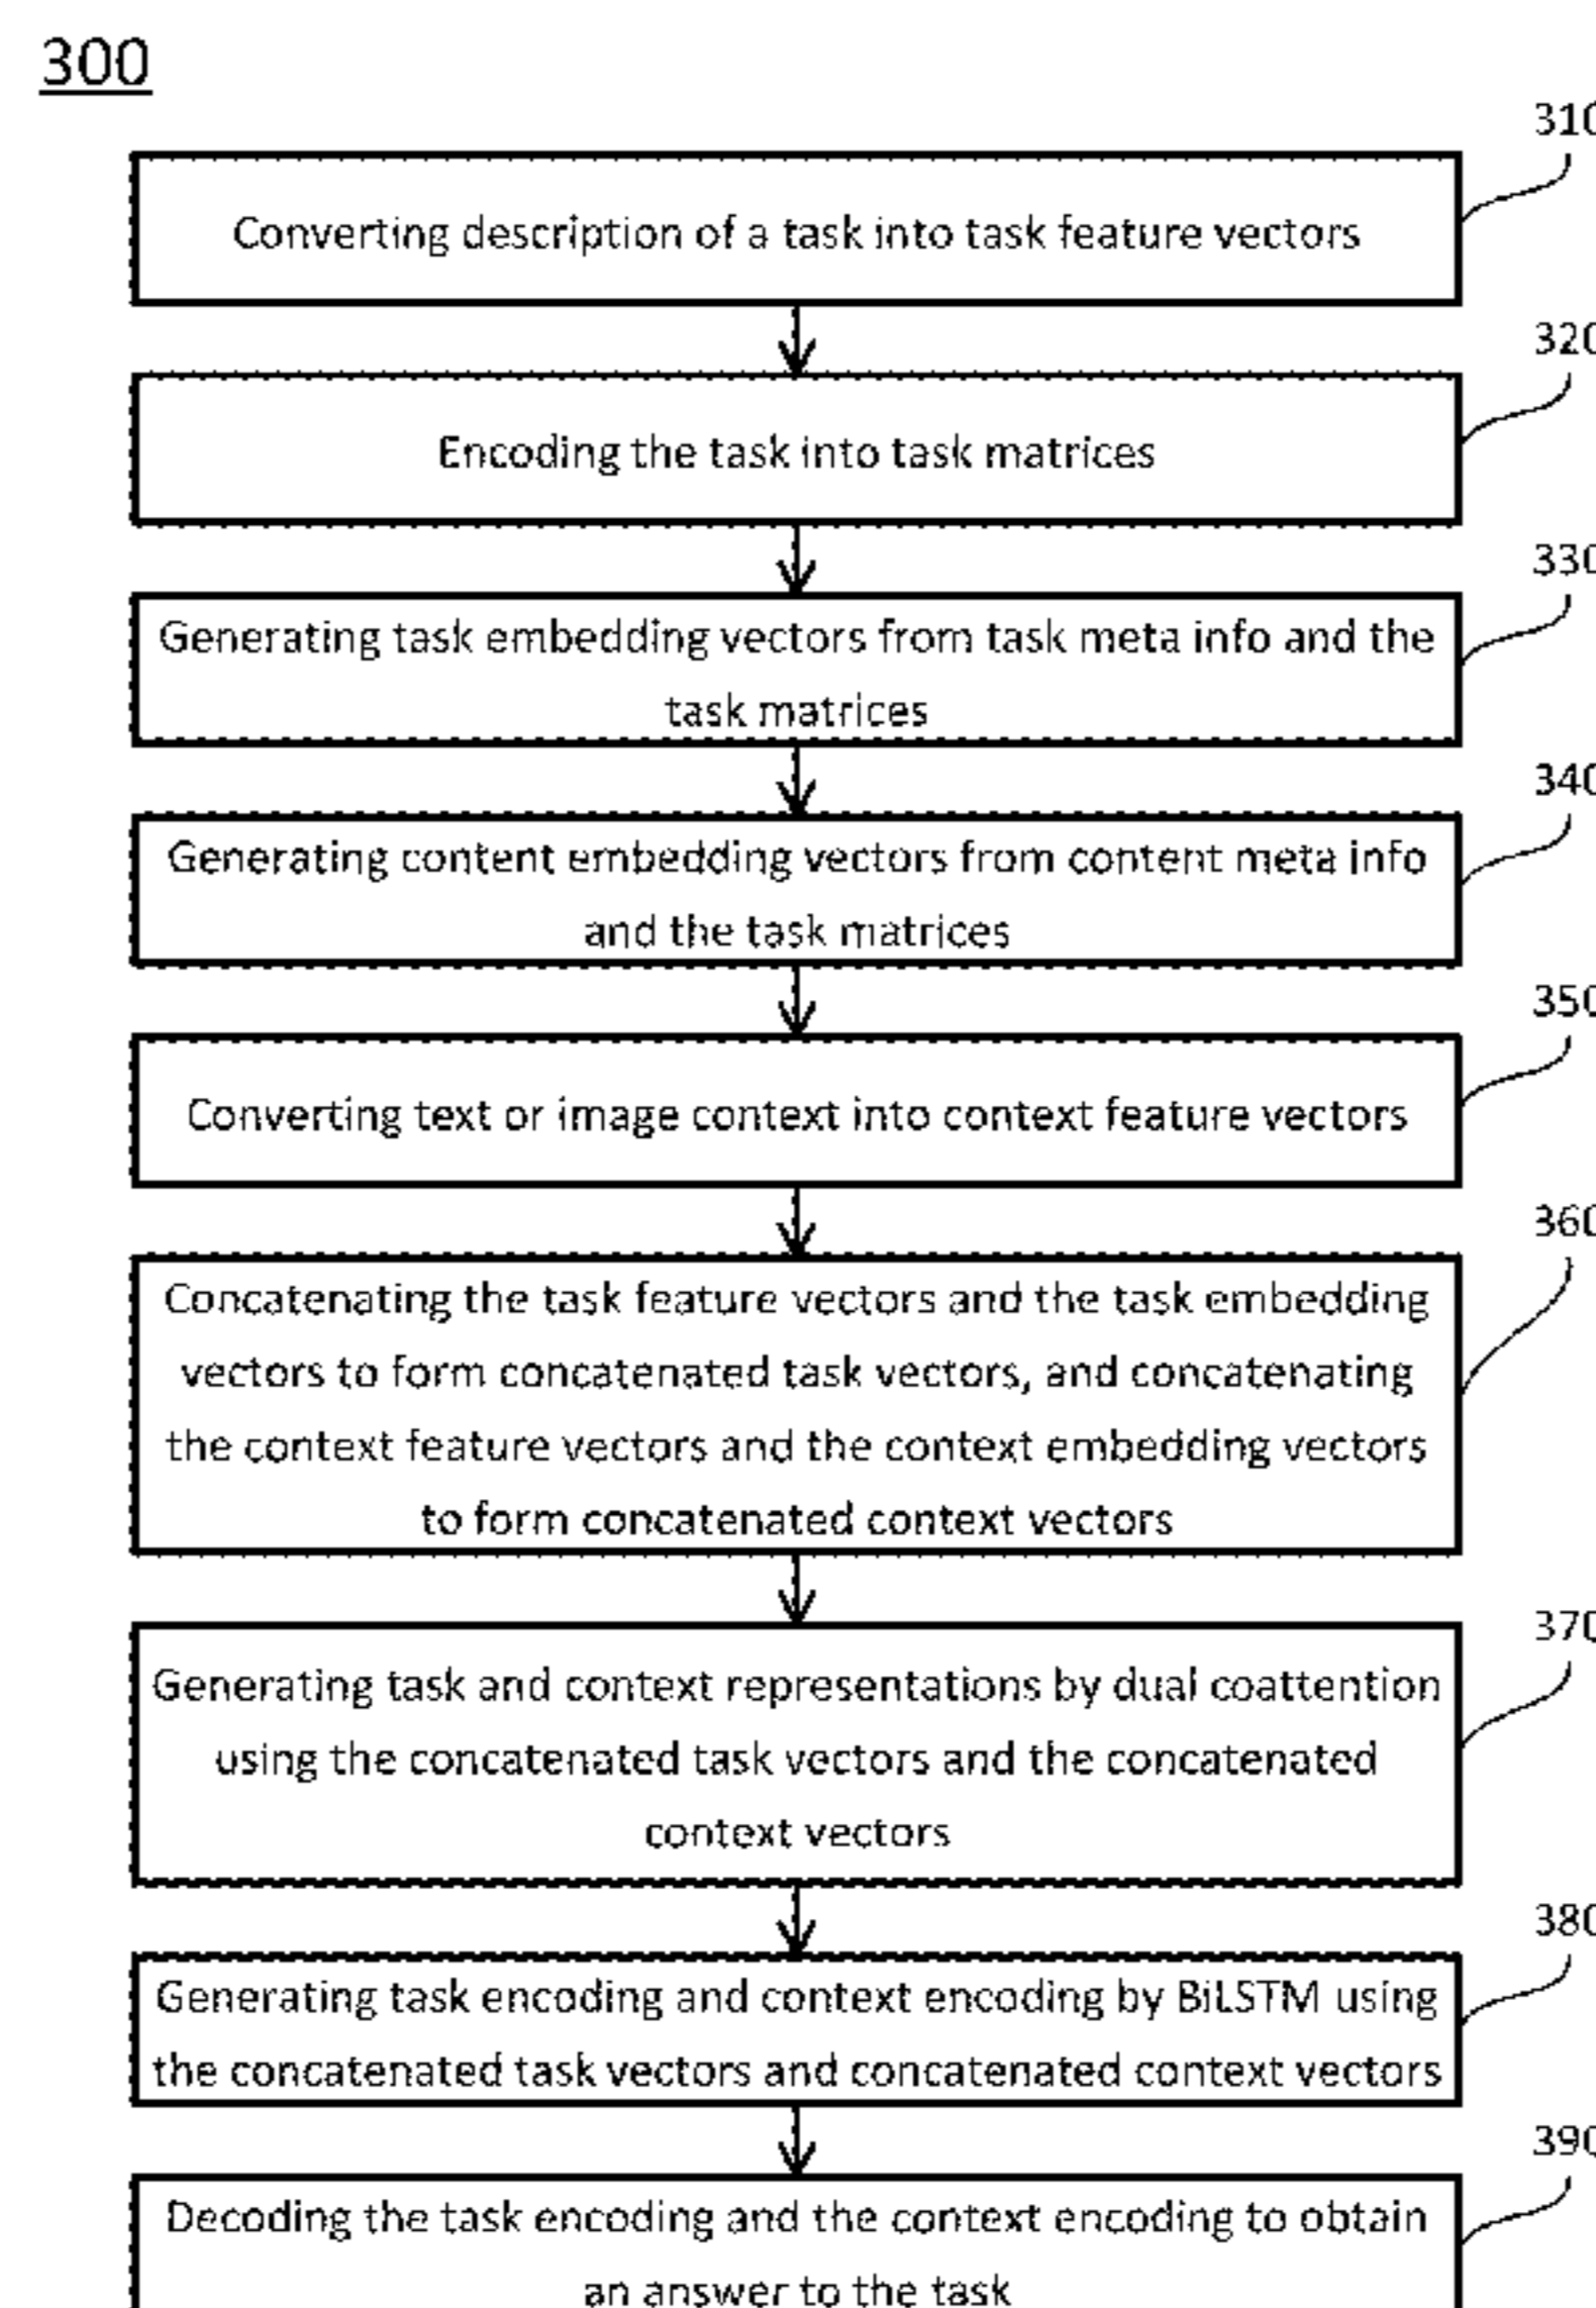 300
310
Converting description of a task into task feature vectors
320
Encoding the task into task matrices
330
Generating task embedding vectors from task meta info and the
task matrices
340
Generating content embedding vectors from content meta info
and the task matrices
350
Converting text or image context into context feature vectors
360
Concatenating the task feature vectors and the task embedding
vectors to form concatenated task vectors, and concatenating
the context feature vectors and the context embedding vectors
to form concatenated context vectors
370
Generating task and context representations by dual coattention
using the concatenated task vectors and the concatenated
context vectors
380
Generating task encoding and context encoding by BiLSTM using
the concatenated task vectors and concatenated context vectors
390
Decoding the task encoding and the context encoding to obtain
an answer to the task